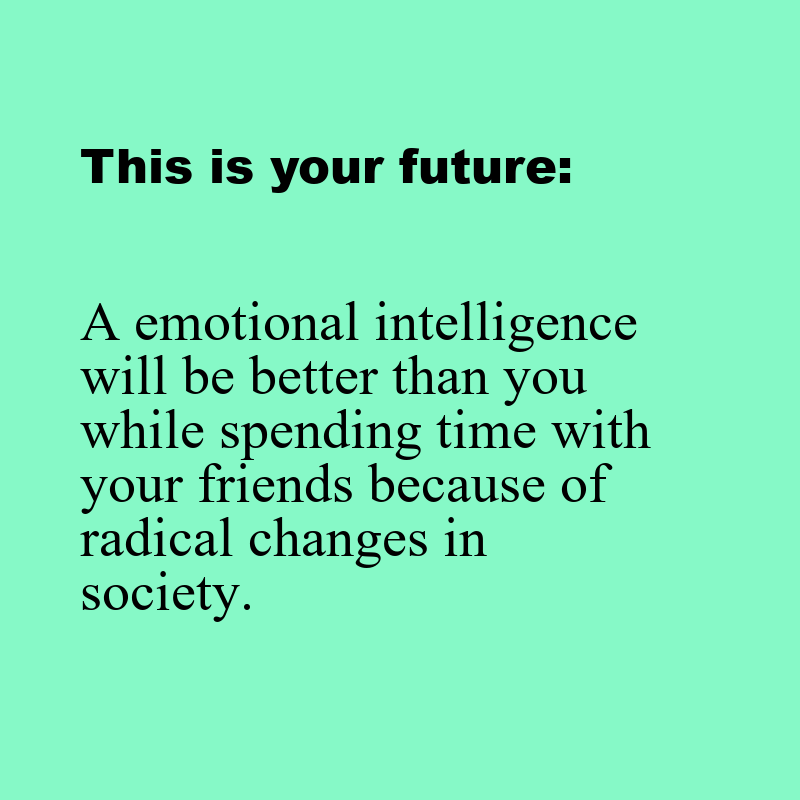 This is your future:
A emotional intelligence
will be better than you
while spending time with
your friends because of
radical changes in
society.